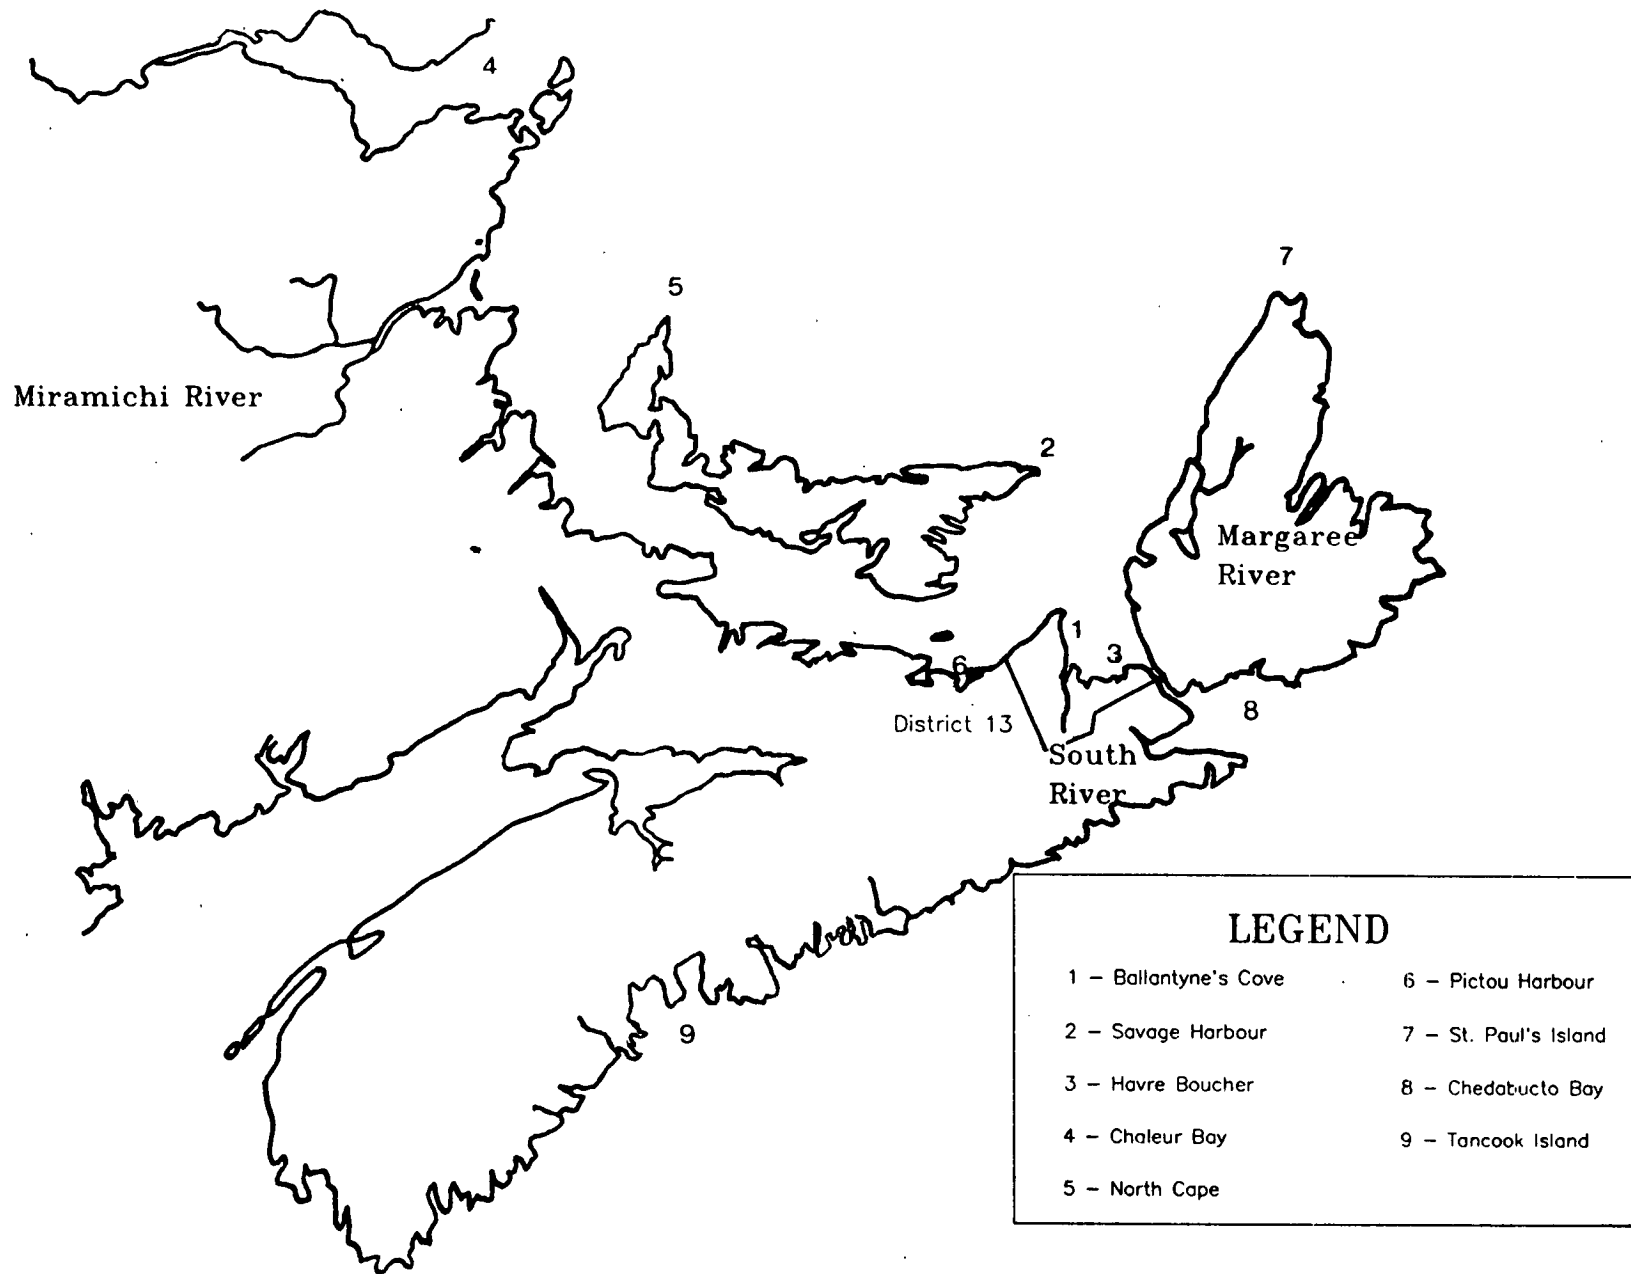 4
7
5
Miramichi River
2
Margaree
River
1
3
6
8
District 13
South
River
9
LEGEND
1 – Ballantyne's Cove
2 – Savage Harbour
3 – Havre Boucher
4 – Chaleur Bay
5 – North Cape
6 – Pictou Harbour
7 – St. Paul's Island
8 – Chedabucto Bay
9 – Tancook Island